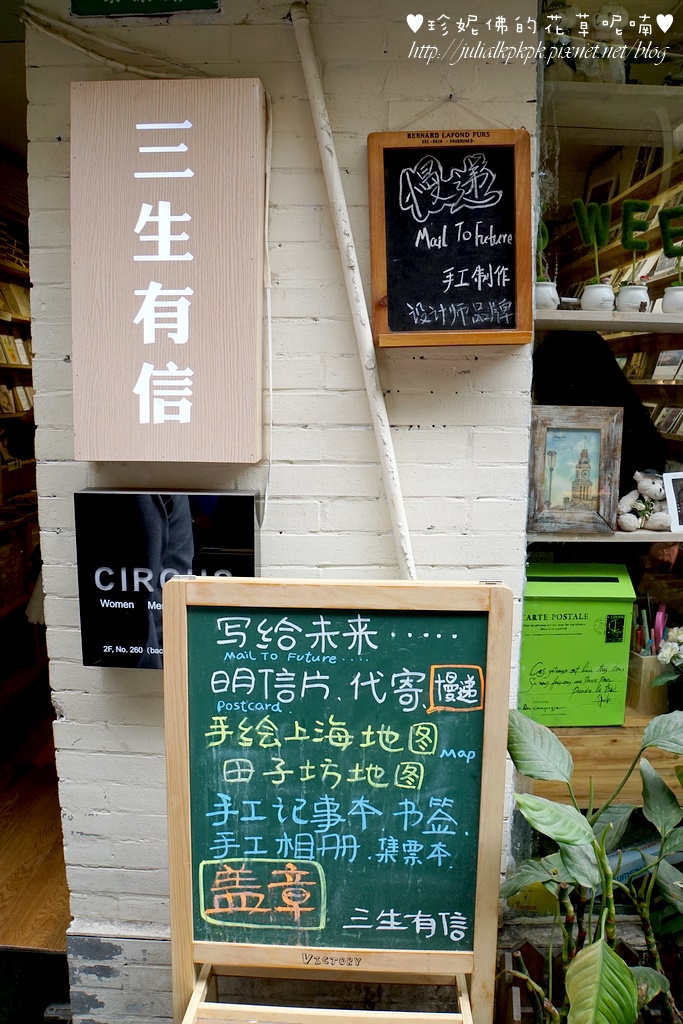 ♥珍妮佛的花草呢喃♥
http://julialkpkpk.pixnet.net/blog
三生有信
BERNARD LAFOND FURS
慢递
Mail To Future
手工制作
设计师品牌
WEE
CIRCUS
Women
2F, No. 260 (bac
CARTE POSTALE
写给未来......
Mail To Future....
明信片.代寄.慢递
postcard.
手绘上海地图
Map
田子坊地图
手工记事本 书签.
手工相册.集票本.
盖章
三生有信
VICTORY